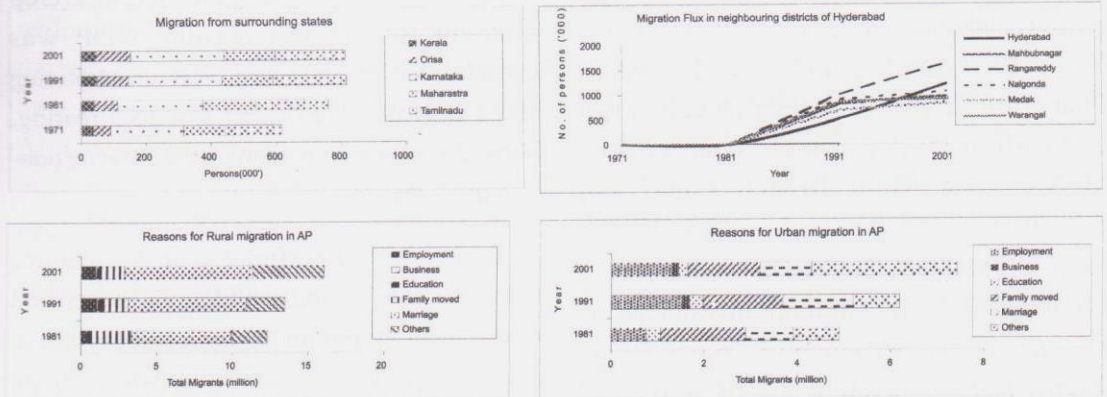 Migration from surrounding states
Year
2001
1991
1981
1971
0 200 400 600 800 1000
Persons(000')
Kerala
Orisa
Karnataka
Maharastra
Tamilnadu
Migration Flux in neighbouring districts of Hyderabad
No. of persons ('000)
2000
1500
1000
500
0
1971 1981 1991 2001
Year
Hyderabad
Mahbubnagar
Rangareddy
Nalgonda
Medak
Warangal
Reasons for Rural migration in AP
Year
2001
1991
1981
0 5 10 15 20
Total Migrants (million)
Employment
Business
Education
Family moved
Marriage
Others
Reasons for Urban migration in AP
Year
2001
1991
1981
0 2 4 6 8
Total Migrants (million)
Employment
Business
Education
Family moved
Marriage
Others